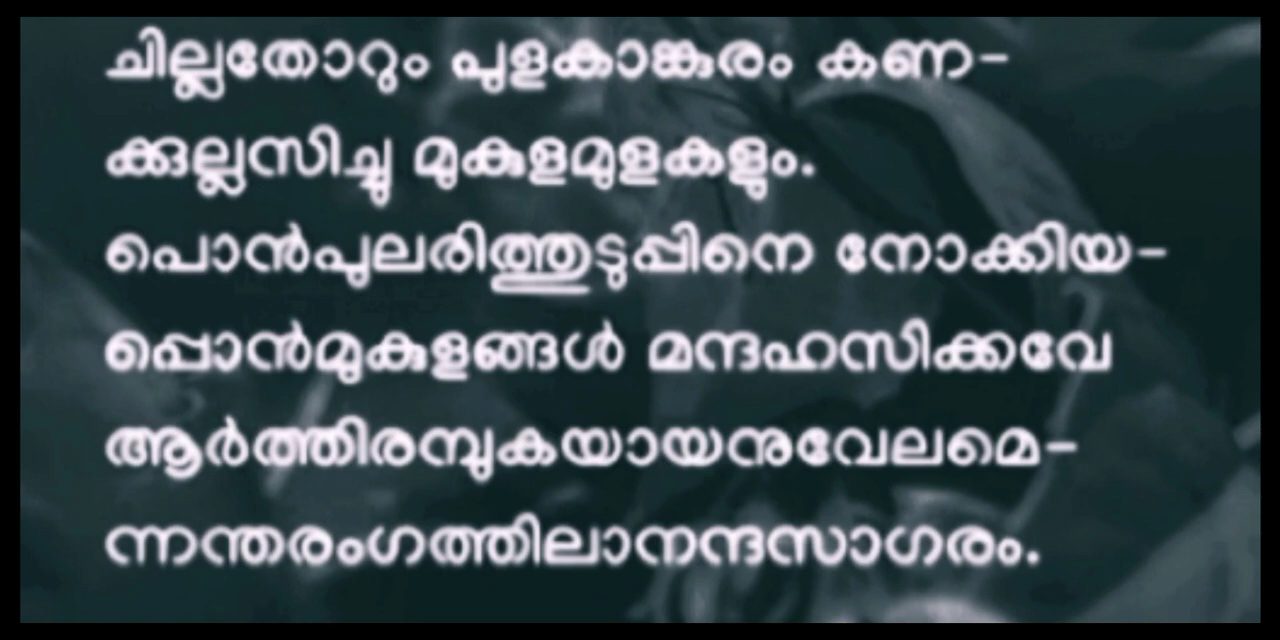 ചില്ലതോറും പുളകാങ്കുരം കണ-
ക്കുല്ലസിച്ചു മുകുളമുളകളും.
പൊൻപുലരിത്തുടുപ്പിനെ നോക്കിയ-
പ്പൊൻമുകുളങ്ങൾ മന്ദഹസിക്കവേ
ആർത്തിരമ്പുകയായനുവേലമെ-
ന്നന്തരംഗത്തിലാനന്ദസാഗരം.